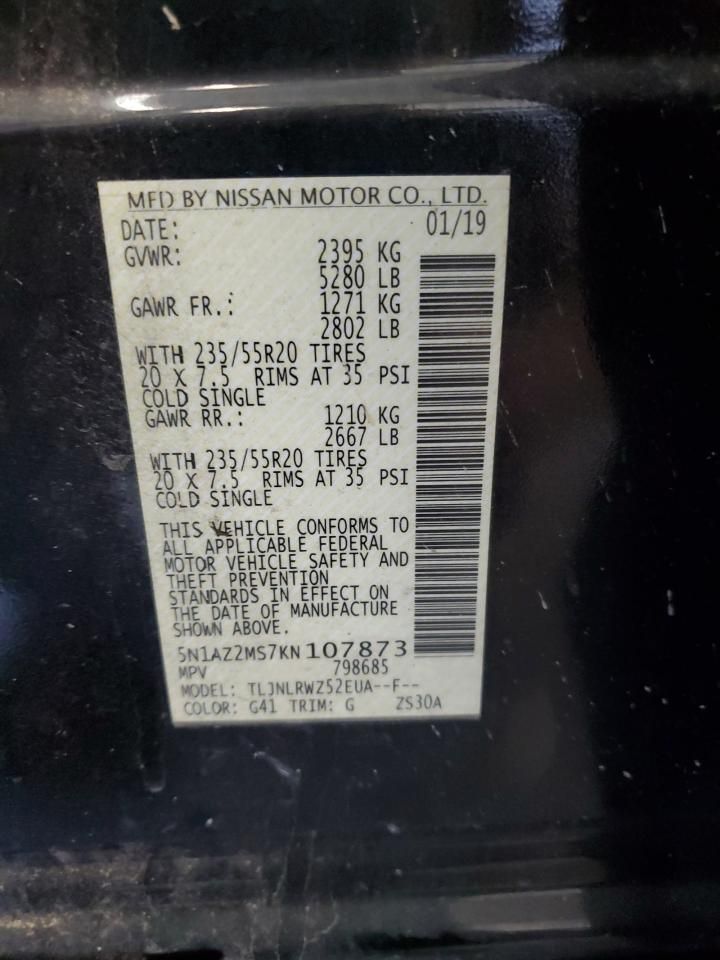 MFD BY NISSAN MOTOR CO., LTD.
DATE: 01/19
GVWR: 2395 KG
5280 LB
GAWR FR.: 1271 KG
2802 LB
WITH 235/55R20 TIRES
20 X 7.5 RIMS AT 35 PSI
COLD SINGLE
GAWR RR.: 1210 KG
2667 LB
WITH 235/55R20 TIRES
20 X 7.5 RIMS AT 35 PSI
COLD SINGLE
THIS VEHICLE CONFORMS TO
ALL APPLICABLE FEDERAL
MOTOR VEHICLE SAFETY AND
THEFT PREVENTION
STANDARDS IN EFFECT ON
THE DATE OF MANUFACTURE
SHOWN ABOVE.
5N1AZ2MS7KN107873
MPV 798685
MODEL: TLJNLRWZ52EUA--F--
COLOR: G41 TRIM: G ZS30A